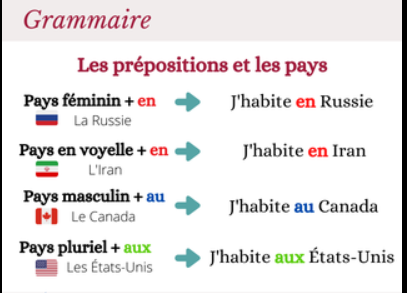 Grammaire
Les prépositions et les pays
Pays féminin + en
J'habite en Russie
La Russie
Pays en voyelle + en
J'habite en Iran
L'Iran
Pays masculin + au
J'habite au Canada
Le Canada
Pays pluriel + aux
J'habite aux États-Unis
Les États-Unis